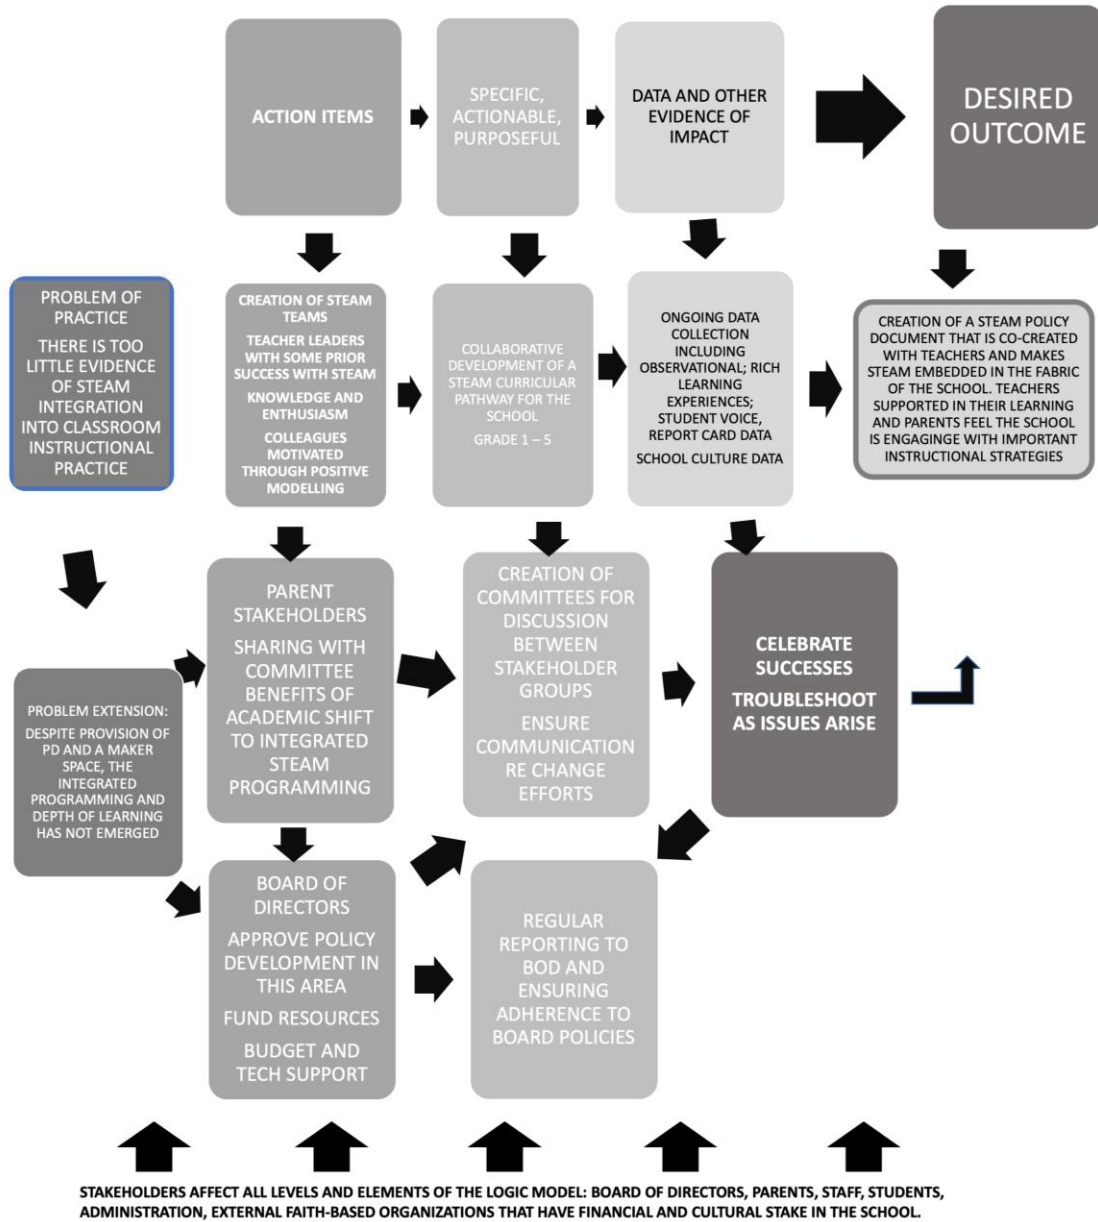 ACTION ITEMS
SPECIFIC,
ACTIONABLE,
PURPOSEFUL
DATA AND OTHER
EVIDENCE OF
IMPACT
DESIRED
OUTCOME
PROBLEM OF
PRACTICE
THERE IS TOO
LITTLE EVIDENCE
OF STEAM
INTEGRATION
INTO CLASSROOM
INSTRUCTIONAL
PRACTICE
CREATION OF STEAM
TEAMS
TEACHER LEADERS
WITH SOME PRIOR
SUCCESS WITH STEAM
KNOWLEDGE AND
ENTHUSIASM
COLLEAGUES
MOTIVATED
THROUGH POSITIVE
MODELLING
COLLABORATIVE
DEVELOPMENT OF A
STEAM CURRICULAR
PATHWAY FOR THE
SCHOOL
GRADE 1 – 5
ONGOING DATA
COLLECTION
INCLUDING
OBSERVATIONAL; RICH
LEARNING
EXPERIENCES;
STUDENT VOICE,
REPORT CARD DATA
SCHOOL CULTURE DATA
CREATION OF A STEAM POLICY
DOCUMENT THAT IS CO-CREATED
WITH TEACHERS AND MAKES
STEAM EMBEDDED IN THE FABRIC
OF THE SCHOOL. TEACHERS
SUPPORTED IN THEIR LEARNING
AND PARENTS FEEL THE SCHOOL
IS ENGAGINGE WITH IMPORTANT
INSTRUCTIONAL STRATEGIES
PROBLEM EXTENSION:
DESPITE PROVISION OF
PD AND A MAKER
SPACE, THE
INTEGRATED
PROGRAMMING AND
DEPTH OF LEARNING
HAS NOT EMERGED
PARENT
STAKEHOLDERS
SHARING WITH
COMMITTEE
BENEFITS OF
ACADEMIC SHIFT
TO INTEGRATED
STEAM
PROGRAMMING
CREATION OF
COMMITTEES FOR
DISCUSSION
BETWEEN
STAKEHOLDER
GROUPS
ENSURE
COMMUNICATION
RE CHANGE
EFFORTS
CELEBRATE
SUCCESSES
TROUBLESHOOT
AS ISSUES ARISE
BOARD OF
DIRECTORS
APPROVE POLICY
DEVELOPMENT IN
THIS AREA
FUND RESOURCES
BUDGET AND
TECH SUPPORT
REGULAR
REPORTING TO
BOD AND
ENSURING
ADHERENCE TO
BOARD POLICIES
STAKEHOLDERS AFFECT ALL LEVELS AND ELEMENTS OF THE LOGIC MODEL: BOARD OF DIRECTORS, PARENTS, STAFF, STUDENTS,
ADMINISTRATION, EXTERNAL FAITH-BASED ORGANIZATIONS THAT HAVE FINANCIAL AND CULTURAL STAKE IN THE SCHOOL.